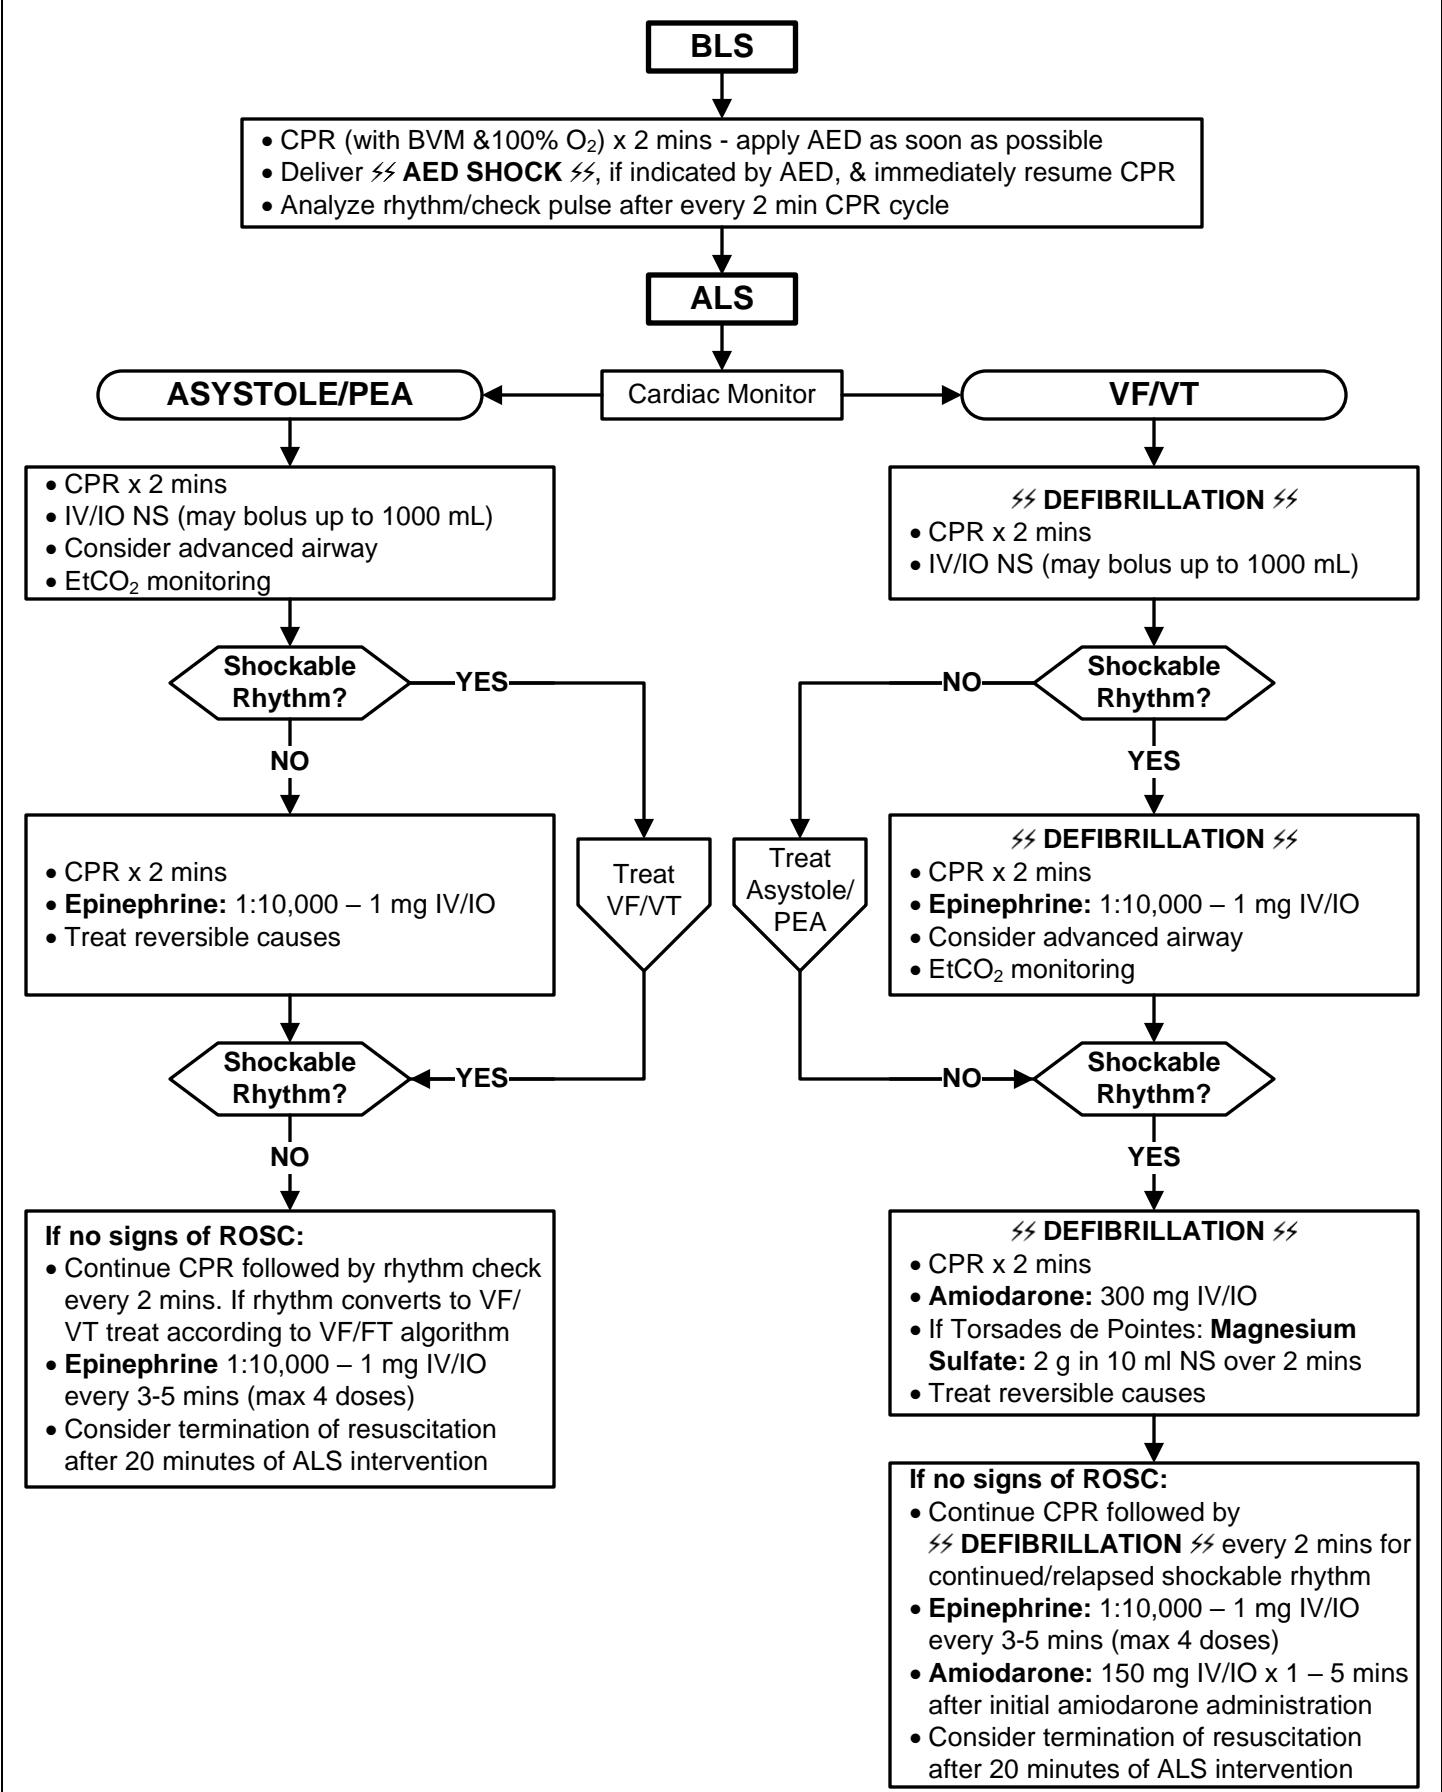 BLS
• CPR (with BVM &100% O₂) x 2 mins - apply AED as soon as possible
• Deliver ⚡⚡ AED SHOCK ⚡⚡, if indicated by AED, & immediately resume CPR
• Analyze rhythm/check pulse after every 2 min CPR cycle
ALS
Cardiac Monitor
ASYSTOLE/PEA
• CPR x 2 mins
• IV/IO NS (may bolus up to 1000 mL)
• Consider advanced airway
• EtCO₂ monitoring
Shockable
Rhythm?
YES
NO
• CPR x 2 mins
• Epinephrine: 1:10,000 – 1 mg IV/IO
• Treat reversible causes
Treat
VF/VT
Shockable
Rhythm?
YES
NO
If no signs of ROSC:
• Continue CPR followed by rhythm check
every 2 mins. If rhythm converts to VF/
VT treat according to VF/FT algorithm
• Epinephrine 1:10,000 – 1 mg IV/IO
every 3-5 mins (max 4 doses)
• Consider termination of resuscitation
after 20 minutes of ALS intervention
VF/VT
⚡⚡ DEFIBRILLATION ⚡⚡
• CPR x 2 mins
• IV/IO NS (may bolus up to 1000 mL)
Shockable
Rhythm?
NO
YES
Treat
Asystole/
PEA
⚡⚡ DEFIBRILLATION ⚡⚡
• CPR x 2 mins
• Epinephrine: 1:10,000 – 1 mg IV/IO
• Consider advanced airway
• EtCO₂ monitoring
Shockable
Rhythm?
NO
YES
⚡⚡ DEFIBRILLATION ⚡⚡
• CPR x 2 mins
• Amiodarone: 300 mg IV/IO
• If Torsades de Pointes: Magnesium
Sulfate: 2 g in 10 ml NS over 2 mins
• Treat reversible causes
If no signs of ROSC:
• Continue CPR followed by
⚡⚡ DEFIBRILLATION ⚡⚡ every 2 mins for
continued/relapsed shockable rhythm
• Epinephrine: 1:10,000 – 1 mg IV/IO
every 3-5 mins (max 4 doses)
• Amiodarone: 150 mg IV/IO x 1 – 5 mins
after initial amiodarone administration
• Consider termination of resuscitation
after 20 minutes of ALS intervention